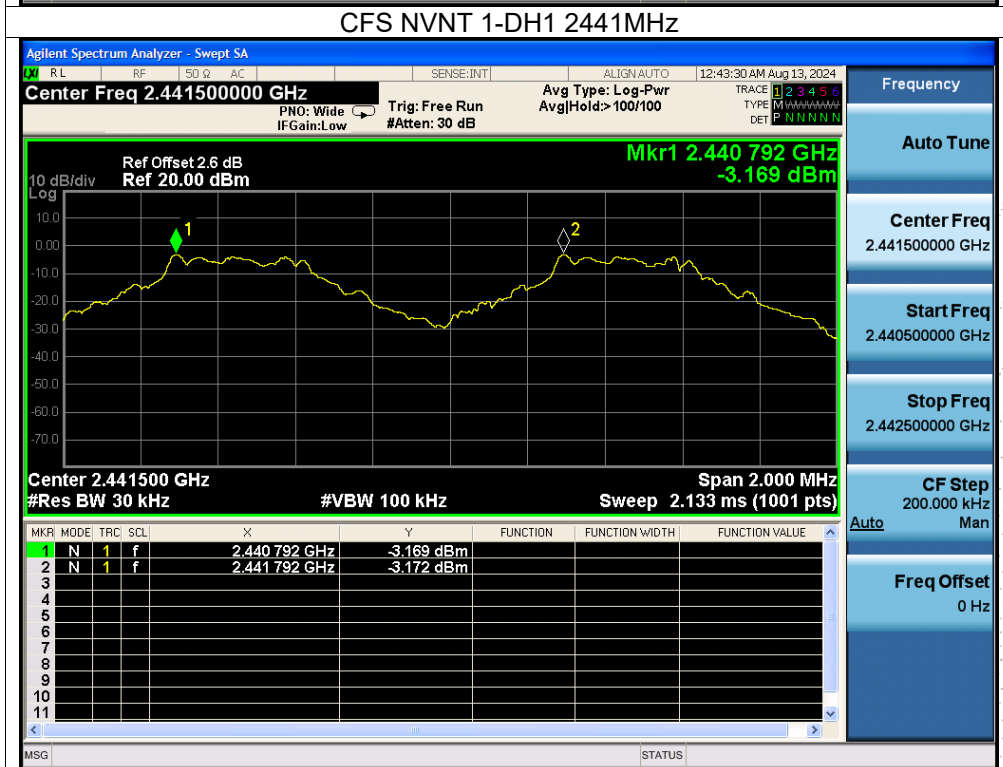 CFS NVNT 1-DH1 2441MHz
Agilent Spectrum Analyzer - Swept SA
LXI RL RF 50 Ω AC SENSE:INT ALIGNAUTO 12:43:30 AM Aug 13, 2024
Center Freq 2.441500000 GHz
PNO: Wide
IFGain:Low
Trig: Free Run
#Atten: 30 dB
Avg Type: Log-Pwr
Avg|Hold:>100/100
TRACE 1 2 3 4 5 6
TYPE MWWWWW
DET P N N N N N
Ref Offset 2.6 dB
10 dB/div Ref 20.00 dBm
Log
Mkr1 2.440 792 GHz
-3.169 dBm
10.0
0.00
-10.0
-20.0
-30.0
-40.0
-50.0
-60.0
-70.0
1
2
Center 2.441500 GHz Span 2.000 MHz
#Res BW 30 kHz #VBW 100 kHz Sweep 2.133 ms (1001 pts)
MKR MODE TRC SCL X Y FUNCTION FUNCTION WIDTH FUNCTION VALUE
1 N 1 f 2.440 792 GHz -3.169 dBm
2 N 1 f 2.441 792 GHz -3.172 dBm
3
4
5
6
7
8
9
10
11
MSG STATUS
Frequency
Auto Tune
Center Freq
2.441500000 GHz
Start Freq
2.440500000 GHz
Stop Freq
2.442500000 GHz
CF Step
200.000 kHz
Auto Man
Freq Offset
0 Hz